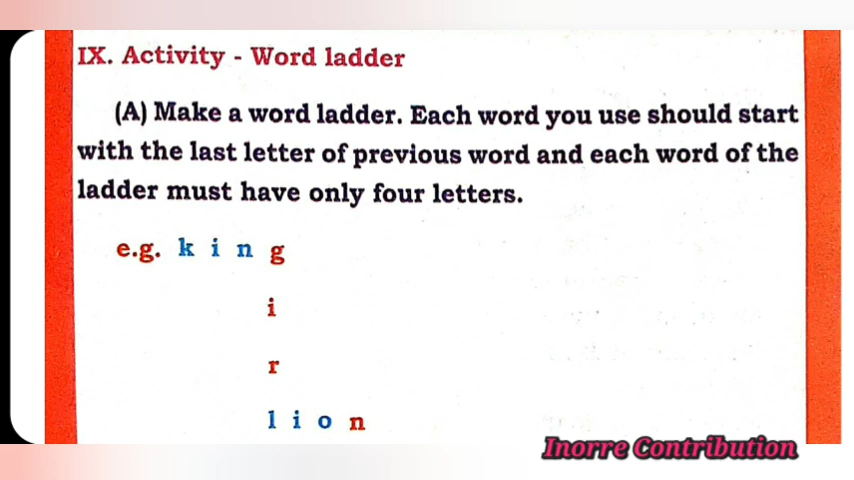 IX. Activity - Word ladder
(A) Make a word ladder. Each word you use should start
with the last letter of previous word and each word of the
ladder must have only four letters.
e.g. k i n g
i
r
l i o n
Inorre Contribution